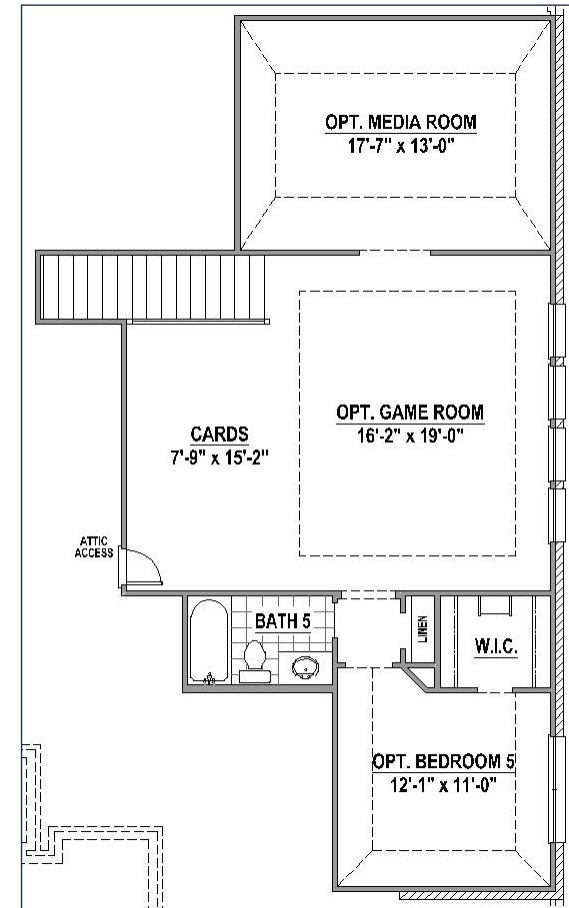 OPT. MEDIA ROOM
17'-7" x 13'-0"
OPT. GAME ROOM
16'-2" x 19'-0"
CARDS
7'-9" x 15'-2"
ATTIC
ACCESS
BATH 5
LINEN
W.I.C.
OPT. BEDROOM 5
12'-1" x 11'-0"